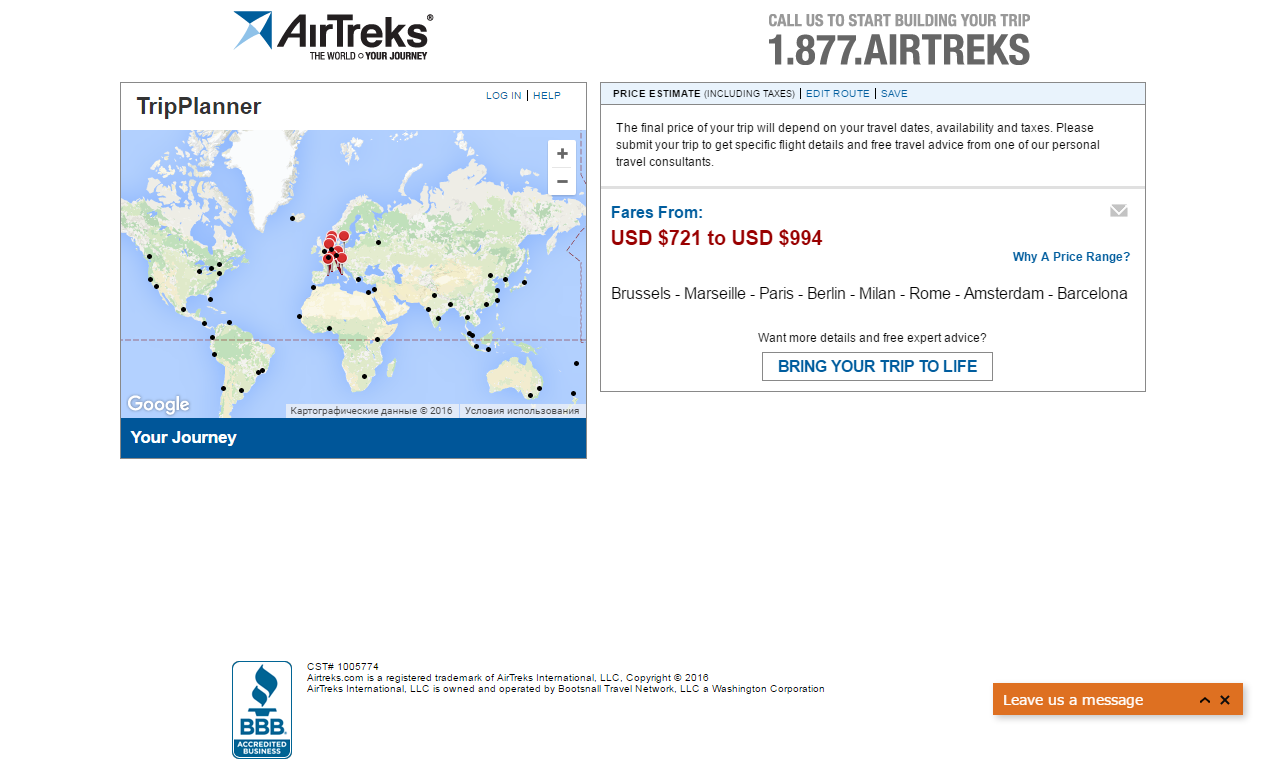 AIRTREKS®
THE WORLD YOUR JOURNEY
CALL US TO START BUILDING YOUR TRIP
1.877.AIRTREKS
TripPlanner
LOG IN | HELP
Google
Картографические данные © 2016
Условия использования
Your Journey
PRICE ESTIMATE (INCLUDING TAXES) | EDIT ROUTE | SAVE
The final price of your trip will depend on your travel dates, availability and taxes. Please
submit your trip to get specific flight details and free travel advice from one of our personal
travel consultants.
Fares From:
USD $721 to USD $994
Why A Price Range?
Brussels - Marseille - Paris - Berlin - Milan - Rome - Amsterdam - Barcelona
Want more details and free expert advice?
BRING YOUR TRIP TO LIFE
BBB
ACCREDITED
BUSINESS
CST# 1005774
Airtreks.com is a registered trademark of AirTreks International, LLC. Copyright © 2016
AirTreks International, LLC is owned and operated by Bootsnall Travel Network, LLC a Washington Corporation
Leave us a message